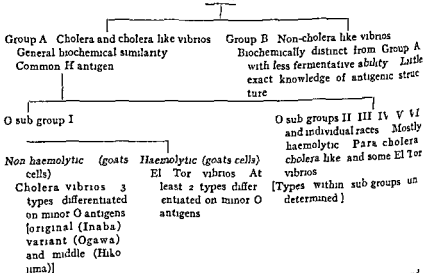 Group A Cholera and cholera like vibrios
General biochemical similarity
Common H antigen
Group B Non-cholera like vibrios
Biochemically distinct from Group A
with less fermentative ability Little
exact knowledge of antigenic struc
ture
O sub group I
O sub groups II III IV V VI
and individual races Mostly
haemolytic Para cholera
cholera like and some El Tor
vibrios
[Types within sub groups un
determined]
Non haemolytic (goats
cells)
Cholera vibrios 3
types differentiated
on minor O antigens
[original (Inaba)
variant (Ogawa)
and middle (Hiko
jima)]
Haemolytic (goats cells)
El Tor vibrios At
least 2 types differ
entiated on minor O
antigens